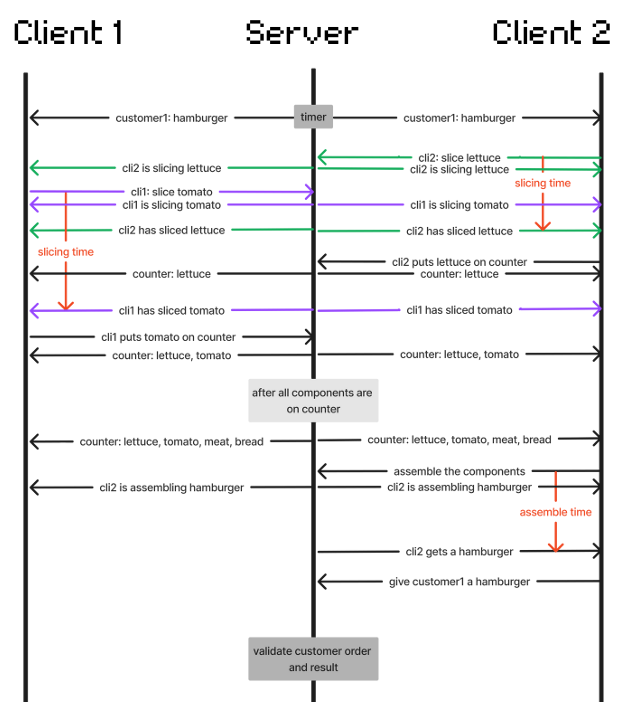 Client 1 Server Client 2
customer1: hamburger timer customer1: hamburger
cli2: slice lettuce
cli2 is slicing lettuce cli2 is slicing lettuce
slicing time
cli1: slice tomato
cli1 is slicing tomato cli1 is slicing tomato
cli2 has sliced lettuce cli2 has sliced lettuce
slicing time
cli2 puts lettuce on counter
counter: lettuce counter: lettuce
cli1 has sliced tomato cli1 has sliced tomato
cli1 puts tomato on counter
counter: lettuce, tomato counter: lettuce, tomato
after all components are
on counter
counter: lettuce, tomato, meat, bread counter: lettuce, tomato, meat, bread
assemble the components
cli2 is assembling hamburger cli2 is assembling hamburger
assemble time
cli2 gets a hamburger
give customer1 a hamburger
validate customer order
and result